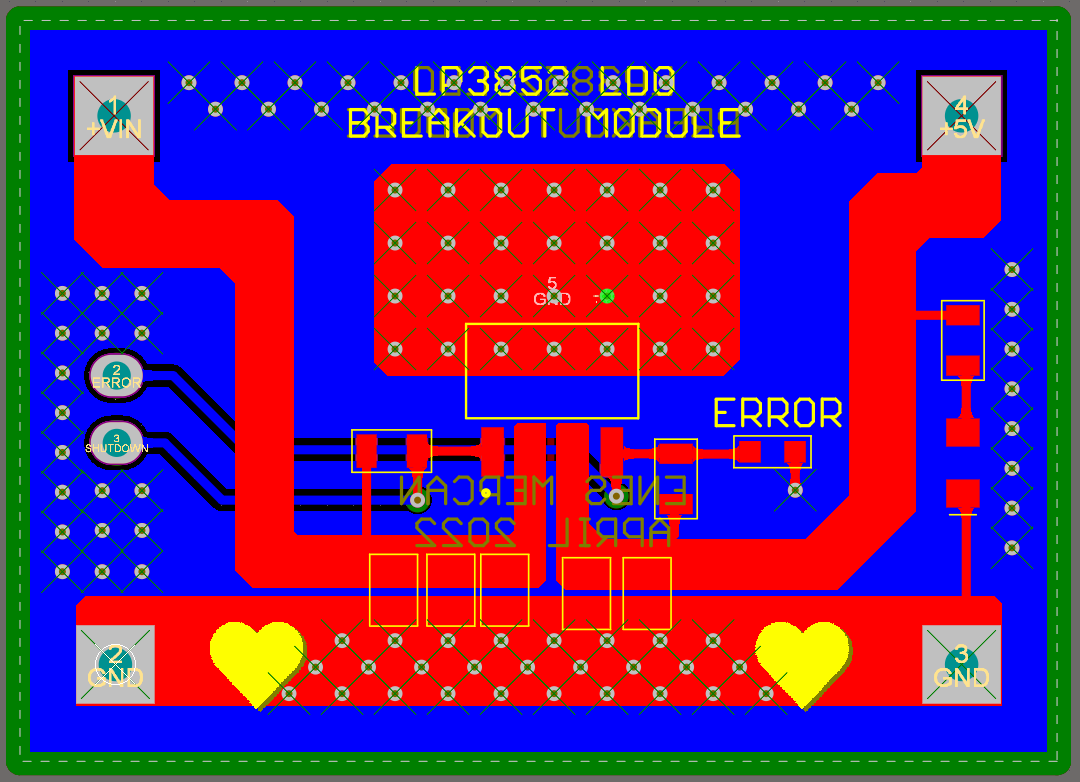 LP3852 LDO
BREAKOUT MODULE
1
+VIN
4
+5V
5
GND
2
ERROR
3
SHUTDOWN
ERROR
ENES MERCAN
APRIL 2022
2
GND
3
GND